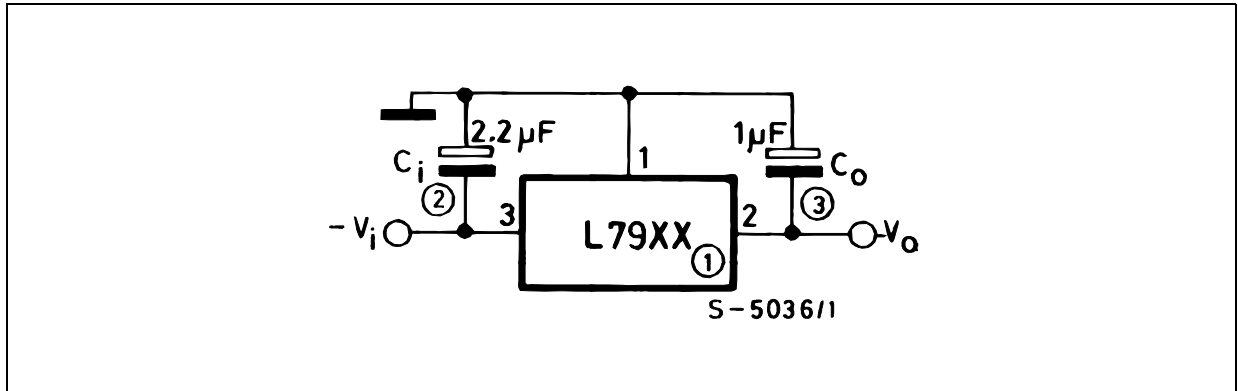 2.2µF
1µF
1
Ci
Co
②
③
-Vi
3
L79XX
①
2
-Vo
S-5036/1